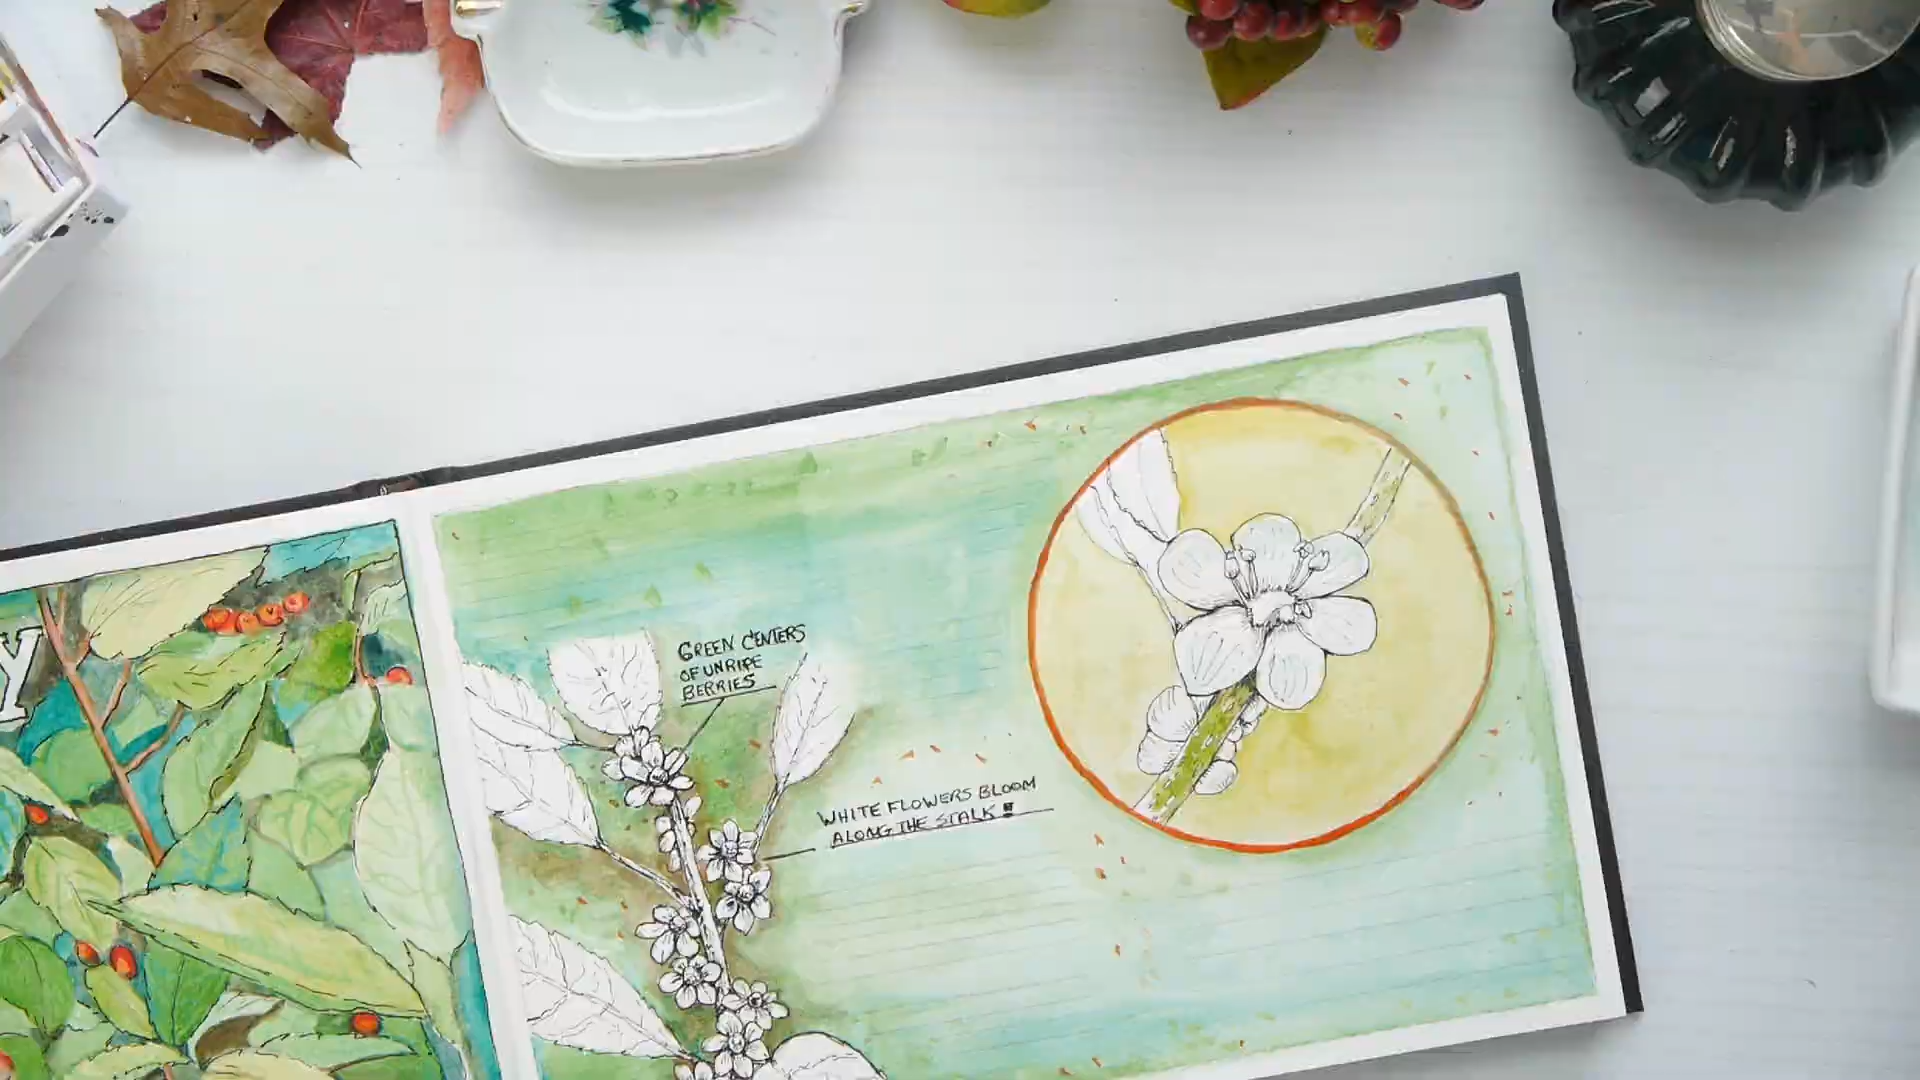 Y
GREEN CENTERS
OF UNRIPE
BERRIES
WHITE FLOWERS BLOOM
ALONG THE STALK!